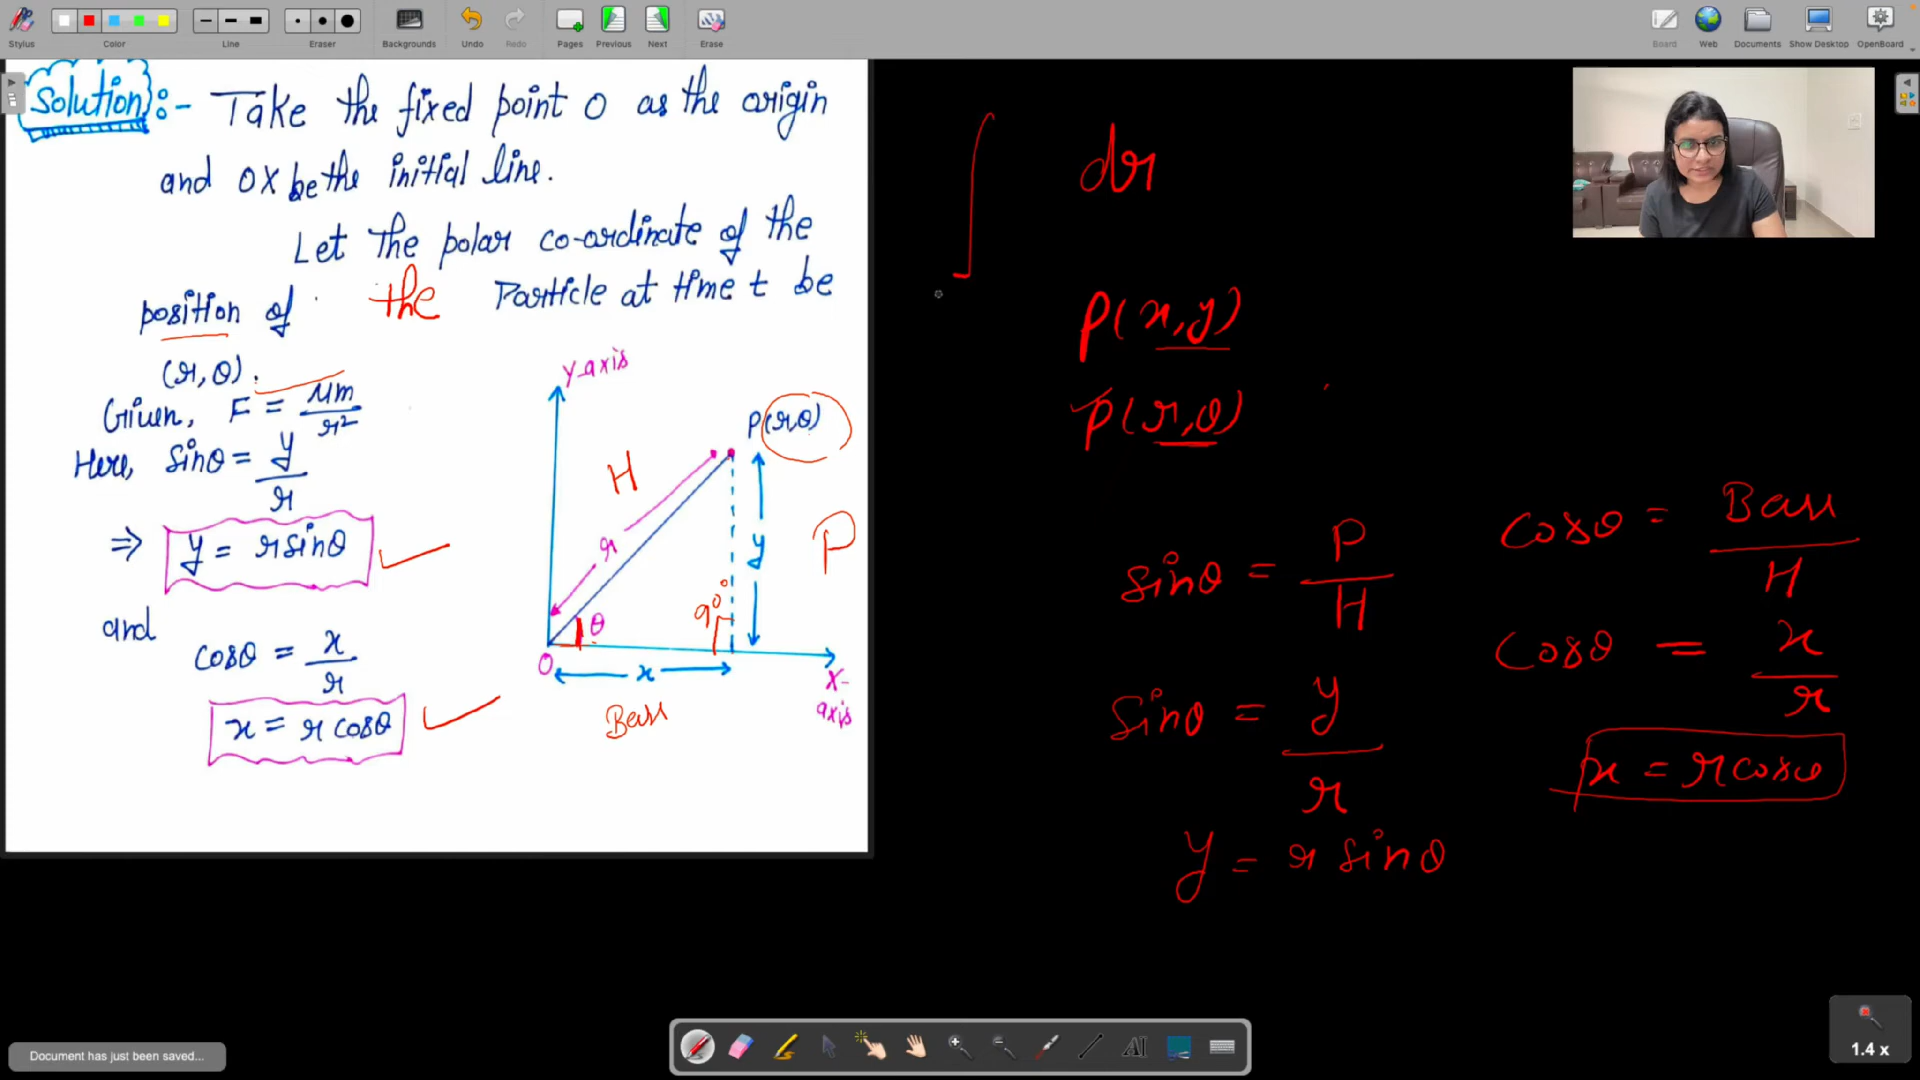 Stylus
Color
Line
Eraser
Backgrounds
Undo
Redo
Pages
Previous
Next
Erase
Board
Web
Documents
Show Desktop
OpenBoard
Solution :- Take the fixed point O as the origin
and OX be the initial line.
Let the polar co-ordinate of the
position of the Particle at time t be
(r, θ).
Given, F = μm/r²
Here, sinθ = y/r
⇒ y = r sinθ
and
cosθ = x/r
x = r cosθ
Y-axis
P(r,θ)
H
P
r
y
90°
θ
O
x
X-axis
Base
∫ dr
P(x,y)
P(r,θ)
sinθ = P/H
sinθ = y/r
y = r sinθ
cosθ = Base/H
cosθ = x/r
x = r cosθ
Document has just been saved...
1.4 x